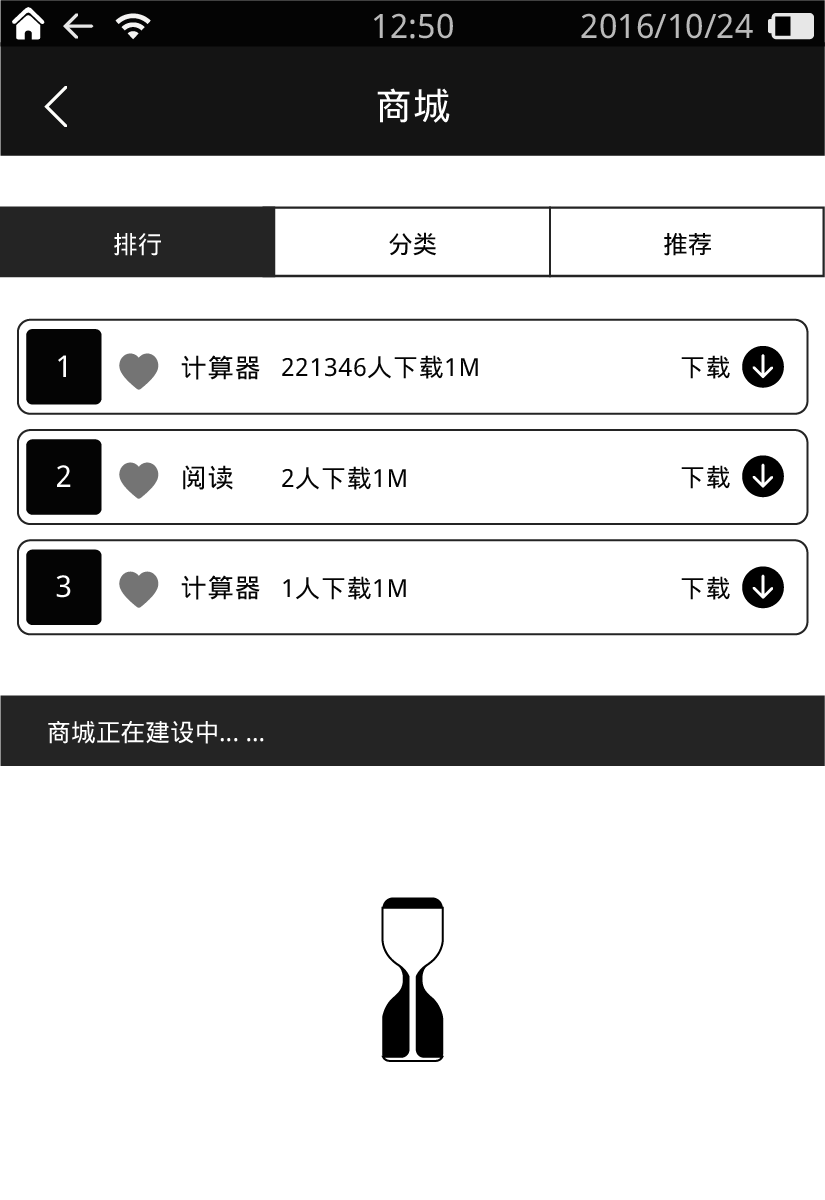 12:50 2016/10/24
商城
排行 分类 推荐
1 计算器 221346人下载1M 下载
2 阅读 2人下载1M 下载
3 计算器 1人下载1M 下载
商城正在建设中... ...